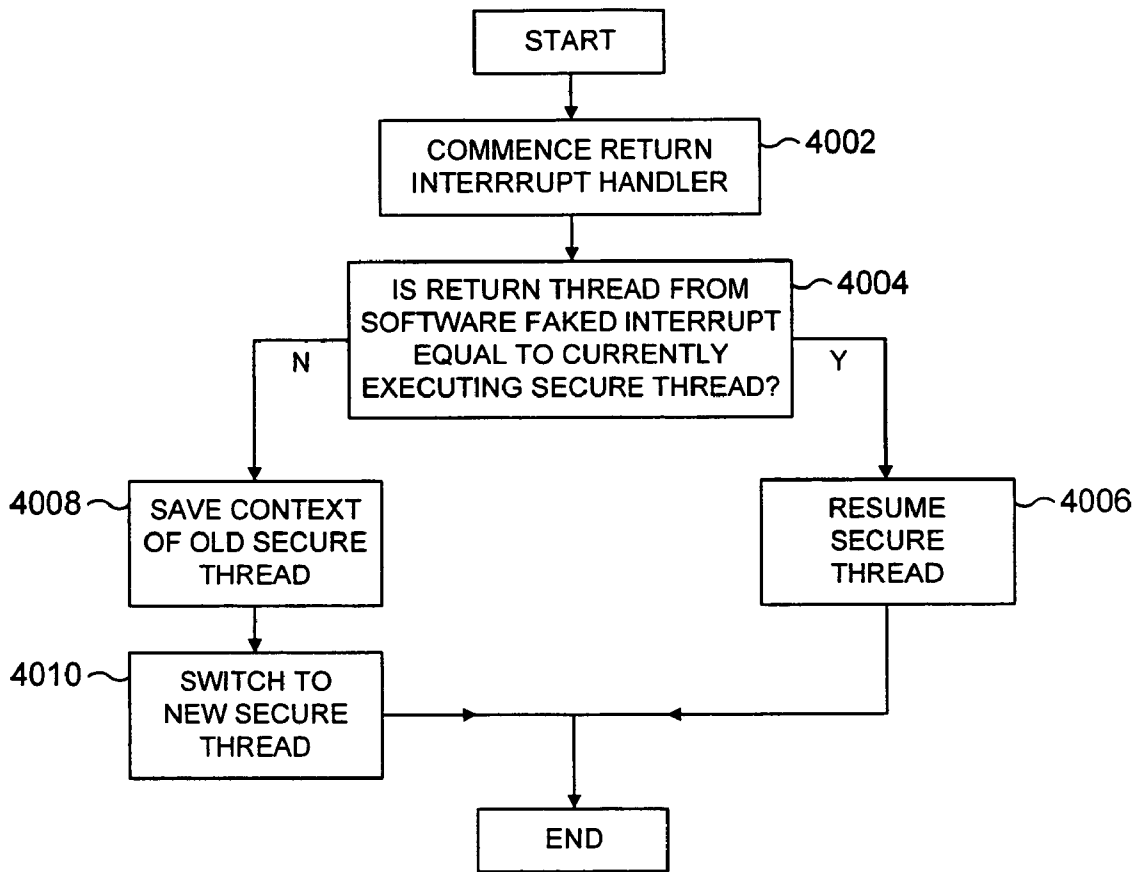 START
COMMENCE RETURN
INTERRRUPT HANDLER
4002
IS RETURN THREAD FROM
SOFTWARE FAKED INTERRUPT
EQUAL TO CURRENTLY
EXECUTING SECURE THREAD?
4004
N
Y
4008
SAVE CONTEXT
OF OLD SECURE
THREAD
RESUME
SECURE
THREAD
4006
4010
SWITCH TO
NEW SECURE
THREAD
END